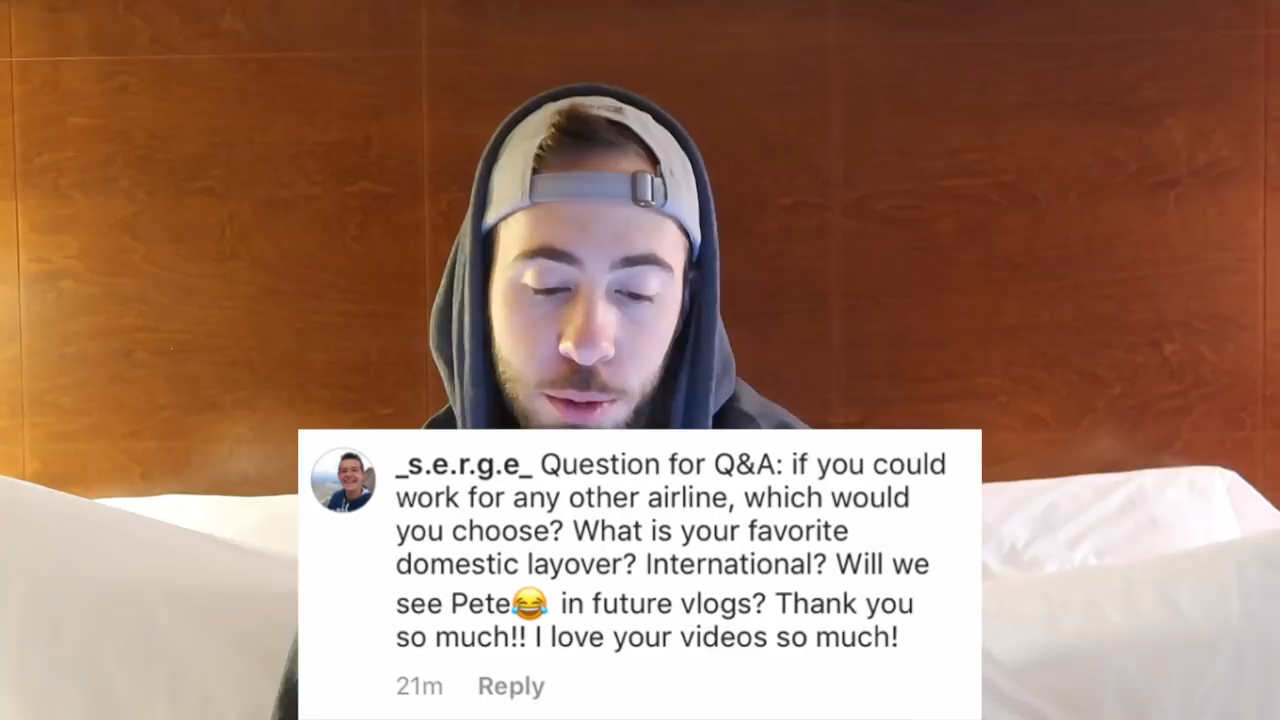 _s.e.r.g.e_ Question for Q&A: if you could
work for any other airline, which would
you choose? What is your favorite
domestic layover? International? Will we
see Pete😂 in future vlogs? Thank you
so much!! I love your videos so much!
21m Reply